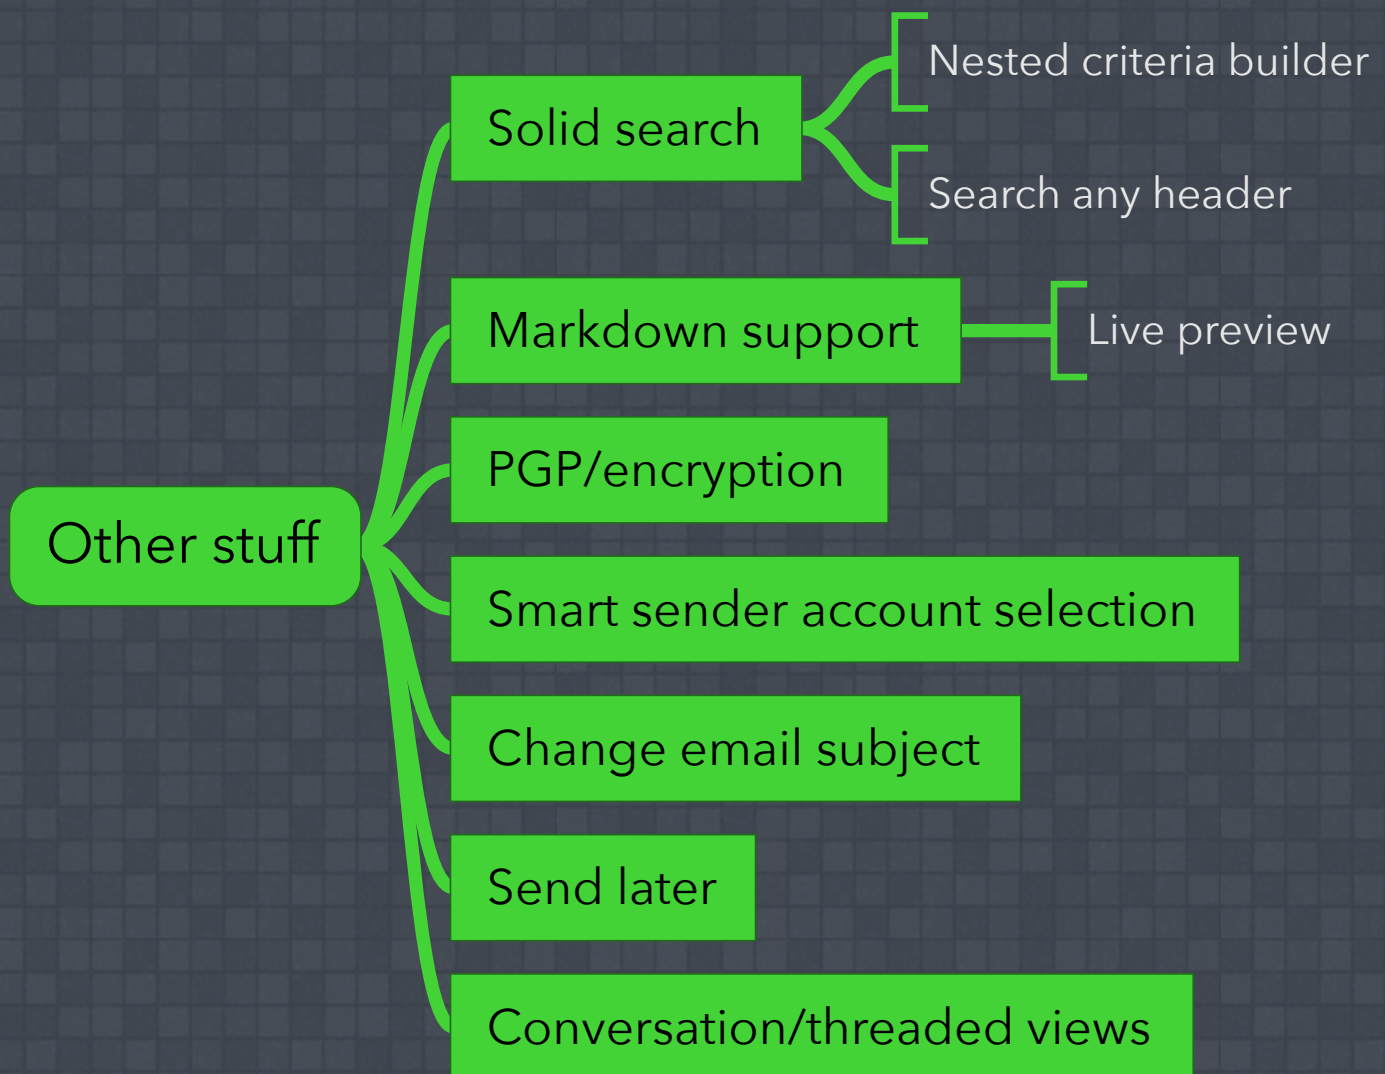 Other stuff
Solid search
Nested criteria builder
Search any header
Markdown support
Live preview
PGP/encryption
Smart sender account selection
Change email subject
Send later
Conversation/threaded views